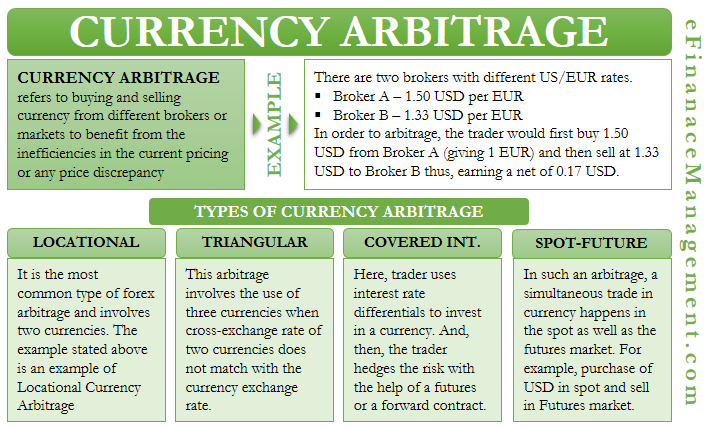 CURRENCY ARBITRAGE
CURRENCY ARBITRAGE
refers to buying and selling
currency from different brokers or
markets to benefit from the
inefficiencies in the current pricing
or any price discrepancy
EXAMPLE
There are two brokers with different US/EUR rates.
▪ Broker A – 1.50 USD per EUR
▪ Broker B – 1.33 USD per EUR
In order to arbitrage, the trader would first buy 1.50
USD from Broker A (giving 1 EUR) and then sell at 1.33
USD to Broker B thus, earning a net of 0.17 USD.
TYPES OF CURRENCY ARBITRAGE
LOCATIONAL
It is the most
common type of forex
arbitrage and involves
two currencies. The
example stated above
is an example of
Locational Currency
Arbitrage
TRIANGULAR
This arbitrage
involves the use of
three currencies when
cross-exchange rate of
two currencies does
not match with the
currency exchange
rate.
COVERED INT.
Here, trader uses
interest rate
differentials to invest
in a currency. And,
then, the trader
hedges the risk with
the help of a futures
or a forward contract.
SPOT-FUTURE
In such an arbitrage, a
simultaneous trade in
currency happens in
the spot as well as the
futures market. For
example, purchase of
USD in spot and sell
in Futures market.
eFinanaceManagement.com